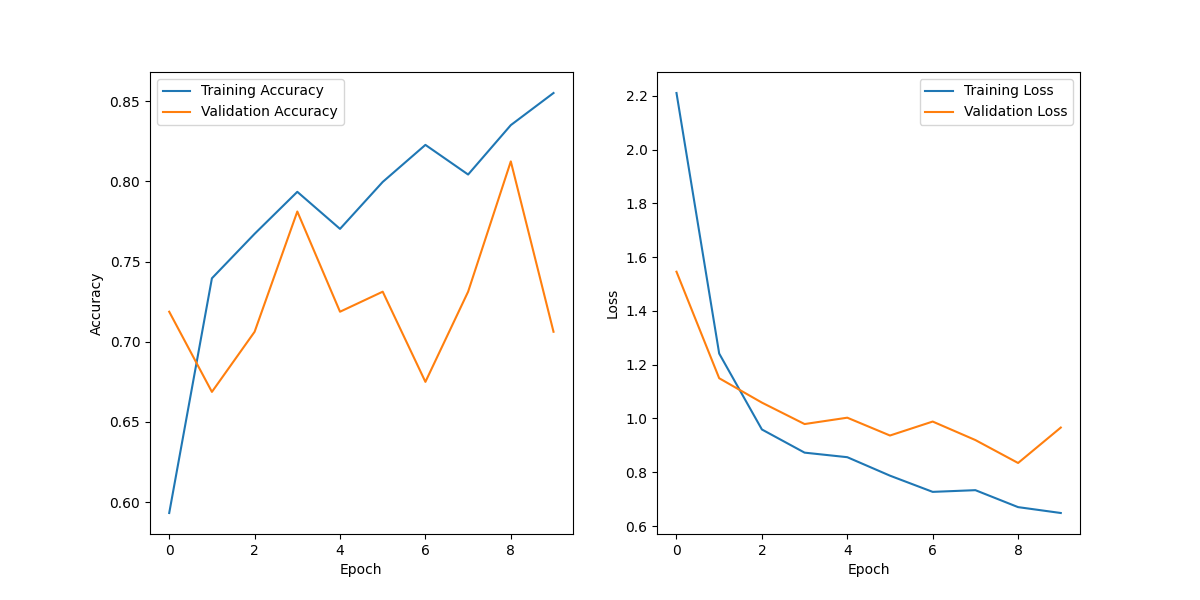 Training Accuracy
Validation Accuracy
0.85
0.80
0.75
0.70
0.65
0.60
Accuracy
0 2 4 6 8
Epoch
Training Loss
Validation Loss
2.2
2.0
1.8
1.6
1.4
1.2
1.0
0.8
0.6
Loss
0 2 4 6 8
Epoch